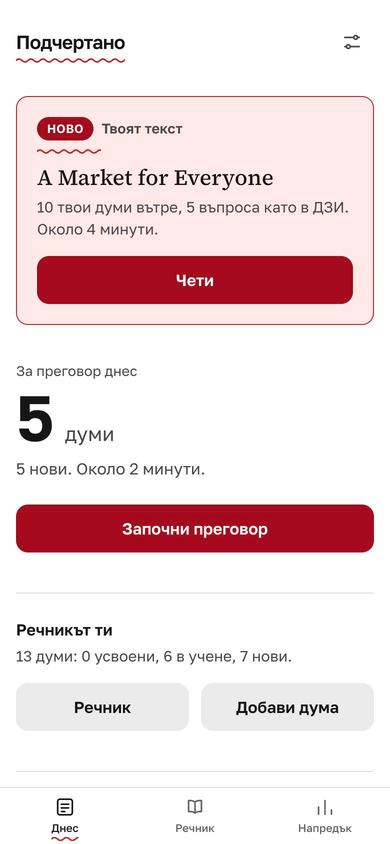 Подчертано
НОВО Твоят текст
A Market for Everyone
10 твои думи вътре, 5 въпроса като в ДЗИ.
Около 4 минути.
Чети
За преговор днес
5 думи
5 нови. Около 2 минути.
Започни преговор
Речникът ти
13 думи: 0 усвоени, 6 в учене, 7 нови.
Речник Добави дума
Днес Речник Напредък